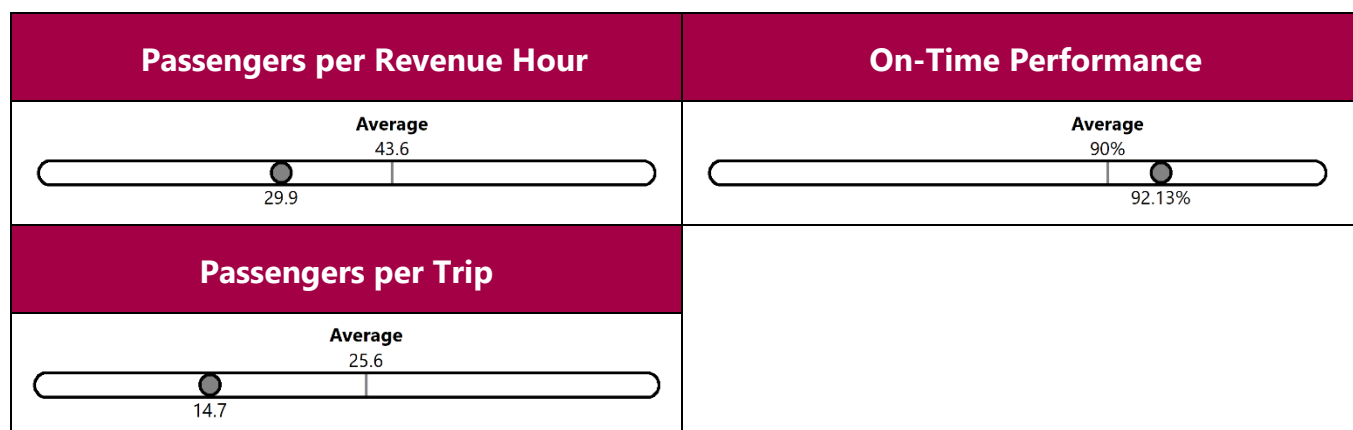 Passengers per Revenue Hour
On-Time Performance
Average
43.6
29.9
Average
90%
92.13%
Passengers per Trip
Average
25.6
14.7